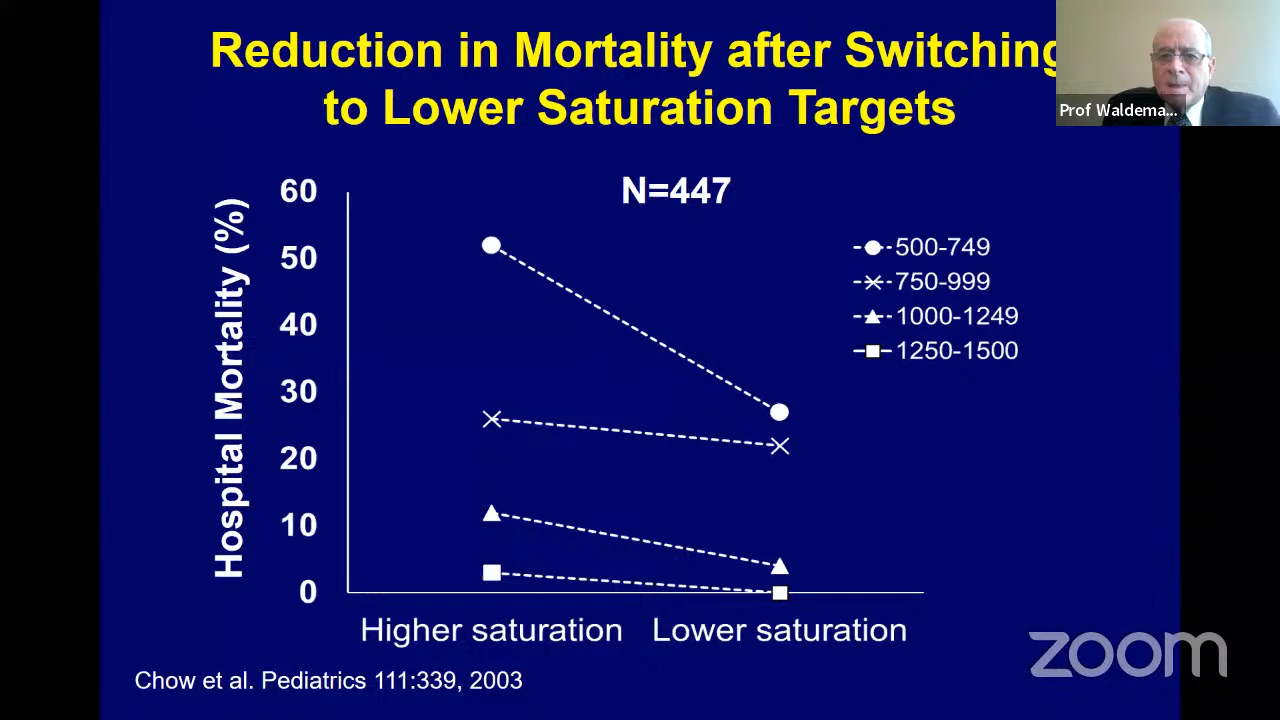 Reduction in Mortality after Switching
to Lower Saturation Targets
Prof Waldema...
N=447
Hospital Mortality (%)
60
50
40
30
20
10
0
500-749
750-999
1000-1249
1250-1500
Higher saturation
Lower saturation
Chow et al. Pediatrics 111:339, 2003
zoom